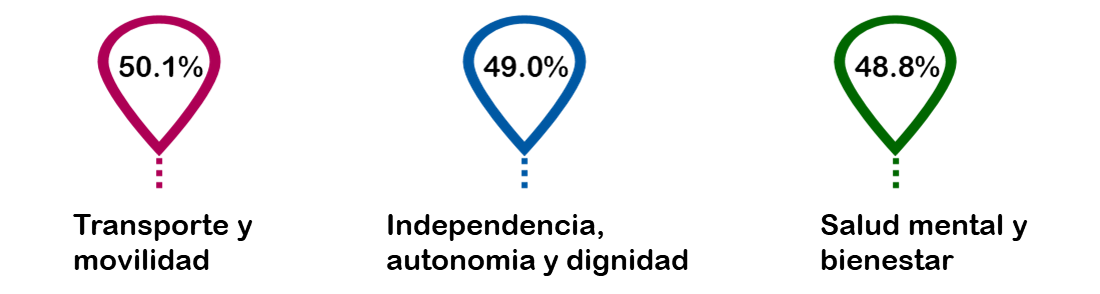 50.1%
49.0%
48.8%
Transporte y
movilidad
Independencia,
autonomia y dignidad
Salud mental y
bienestar